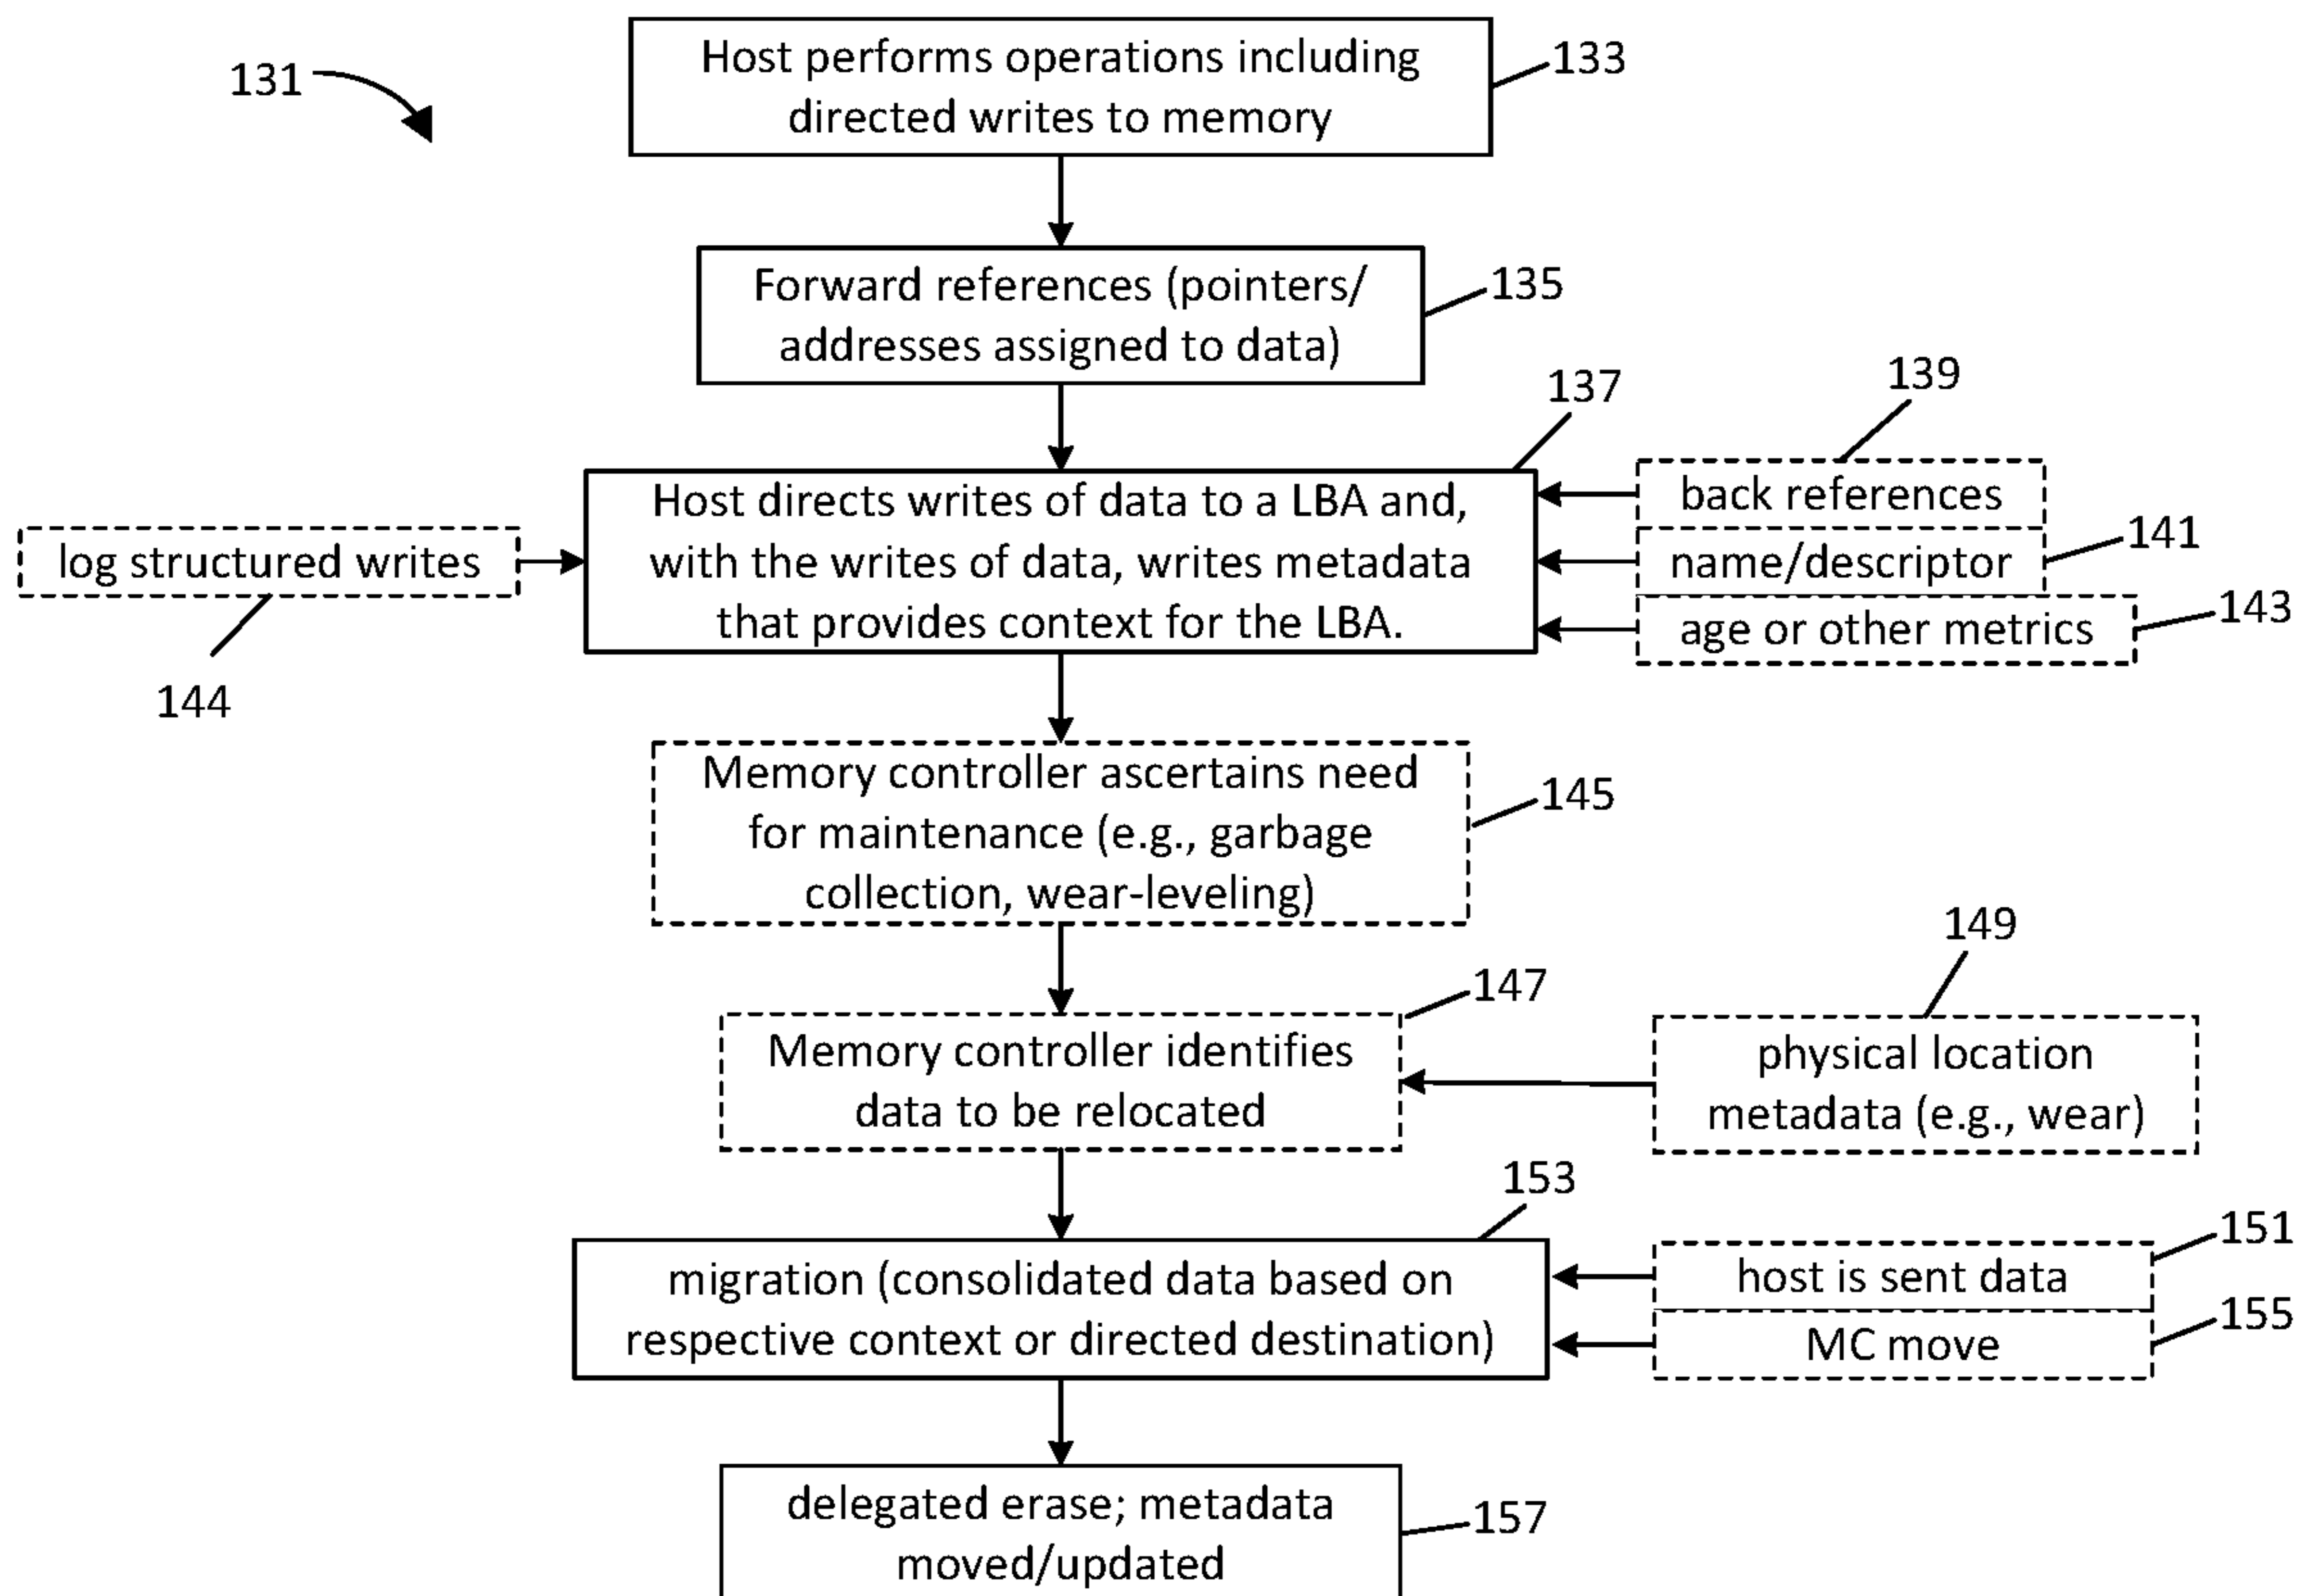 131
Host performs operations including
directed writes to memory
133
Forward references (pointers/
addresses assigned to data)
135
137
139
Host directs writes of data to a LBA and,
with the writes of data, writes metadata
that provides context for the LBA.
back references
name/descriptor
141
age or other metrics
143
log structured writes
144
Memory controller ascertains need
for maintenance (e.g., garbage
collection, wear-leveling)
145
147
Memory controller identifies
data to be relocated
149
physical location
metadata (e.g., wear)
153
migration (consolidated data based on
respective context or directed destination)
151
host is sent data
MC move
155
delegated erase; metadata
moved/updated
157